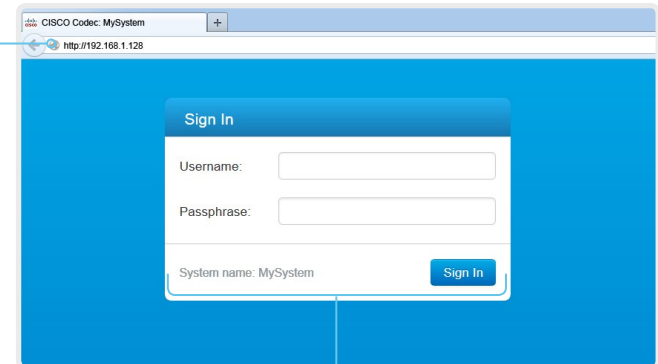 CISCO Codec: MySystem
http://192.168.1.128
Sign In
Username:
Passphrase:
System name: MySystem
Sign In